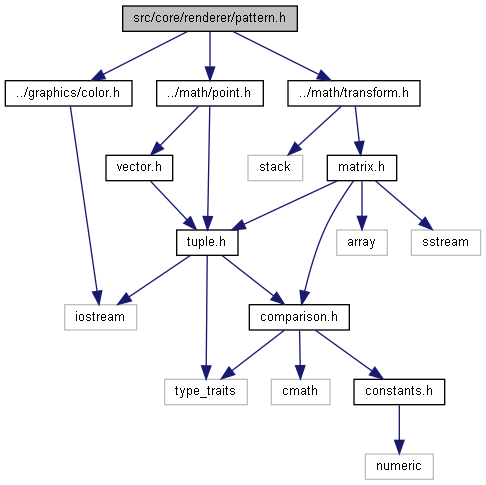 src/core/renderer/pattern.h
../graphics/color.h
../math/point.h
../math/transform.h
vector.h
stack
matrix.h
tuple.h
array
sstream
iostream
comparison.h
type_traits
cmath
constants.h
numeric